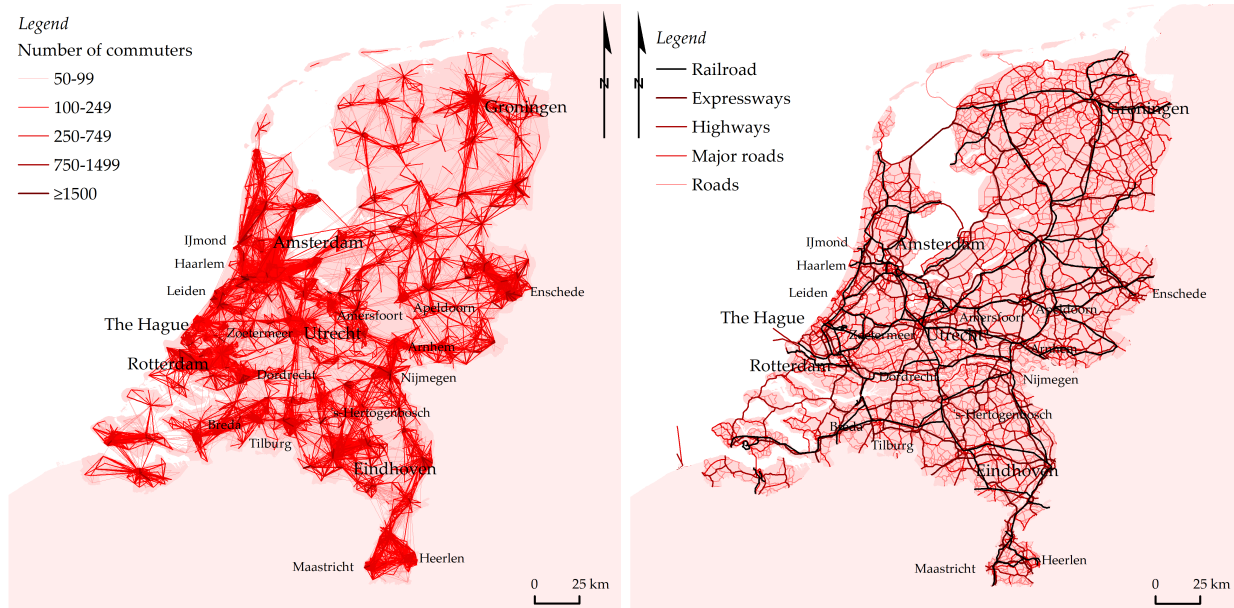 Legend
Number of commuters
50-99
100-249
250-749
750-1499
≥1500
N
Groningen
IJmond
Amsterdam
Haarlem
Leiden
Enschede
Apeldoorn
Amersfoort
The Hague
Zoetermeer
Utrecht
Arnhem
Rotterdam
Dordrecht
Nijmegen
's-Hertogenbosch
Breda
Tilburg
Eindhoven
Maastricht
Heerlen
0 25 km
Legend
Railroad
Expressways
Highways
Major roads
Roads
N
Groningen
IJmond
Amsterdam
Haarlem
Leiden
Enschede
Apeldoorn
Amersfoort
The Hague
Zoetermeer
Utrecht
Arnhem
Rotterdam
Dordrecht
Nijmegen
's-Hertogenbosch
Breda
Tilburg
Eindhoven
Maastricht
Heerlen
0 25 km